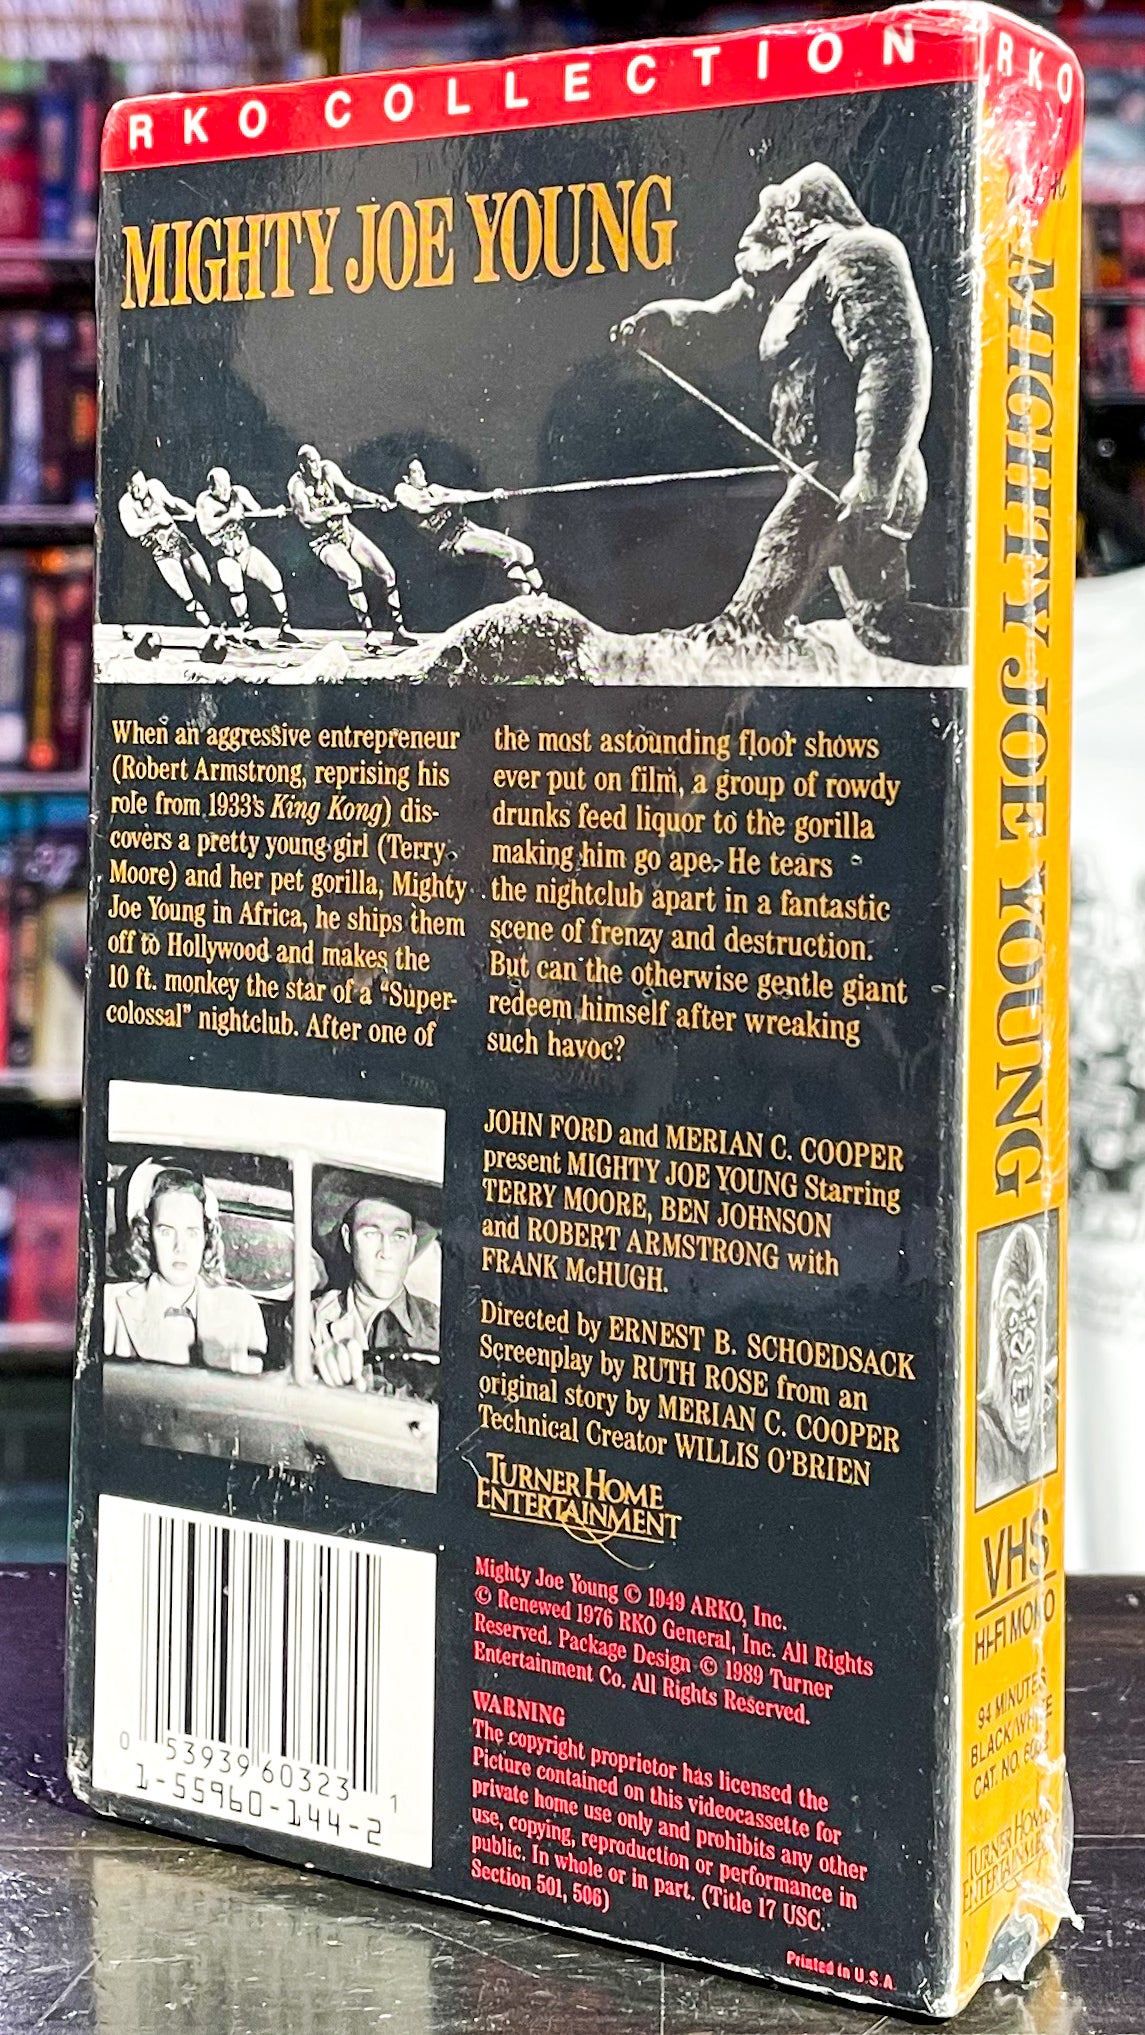 RKO COLLECTION
MIGHTY JOE YOUNG
When an aggressive entrepreneur
(Robert Armstrong, reprising his
role from 1933's King Kong) dis-
covers a pretty young girl (Terry
Moore) and her pet gorilla, Mighty
Joe Young in Africa, he ships them
off to Hollywood and makes the
10 ft. monkey the star of a "Super-
colossal" nightclub. After one of
the most astounding floor shows
ever put on film, a group of rowdy
drunks feed liquor to the gorilla
making him go ape. He tears
the nightclub apart in a fantastic
scene of frenzy and destruction.
But can the otherwise gentle giant
redeem himself after wreaking
such havoc?
JOHN FORD and MERIAN C. COOPER
present MIGHTY JOE YOUNG Starring
TERRY MOORE, BEN JOHNSON
and ROBERT ARMSTRONG with
FRANK McHUGH.
Directed by ERNEST B. SCHOEDSACK
Screenplay by RUTH ROSE from an
original story by MERIAN C. COOPER
Technical Creator WILLIS O'BRIEN
TURNER HOME
ENTERTAINMENT
Mighty Joe Young © 1949 ARKO, Inc.
© Renewed 1976 RKO General, Inc. All Rights
Reserved. Package Design © 1989 Turner
Entertainment Co. All Rights Reserved.
WARNING
The copyright proprietor has licensed the
Picture contained on this videocassette for
private home use only and prohibits any other
use, copying, reproduction or performance in
public. In whole or in part. (Title 17 USC.
Section 501, 506)
Printed in U.S.A.
0 53939 60323 1
1-55960-144-2
RKO
MIGHTY JOE YOUNG
VHS
HI-FI MONO
94 MINUTES
BLACK/WHITE
CAT. NO.
TURNER HOME
ENTERTAINMENT